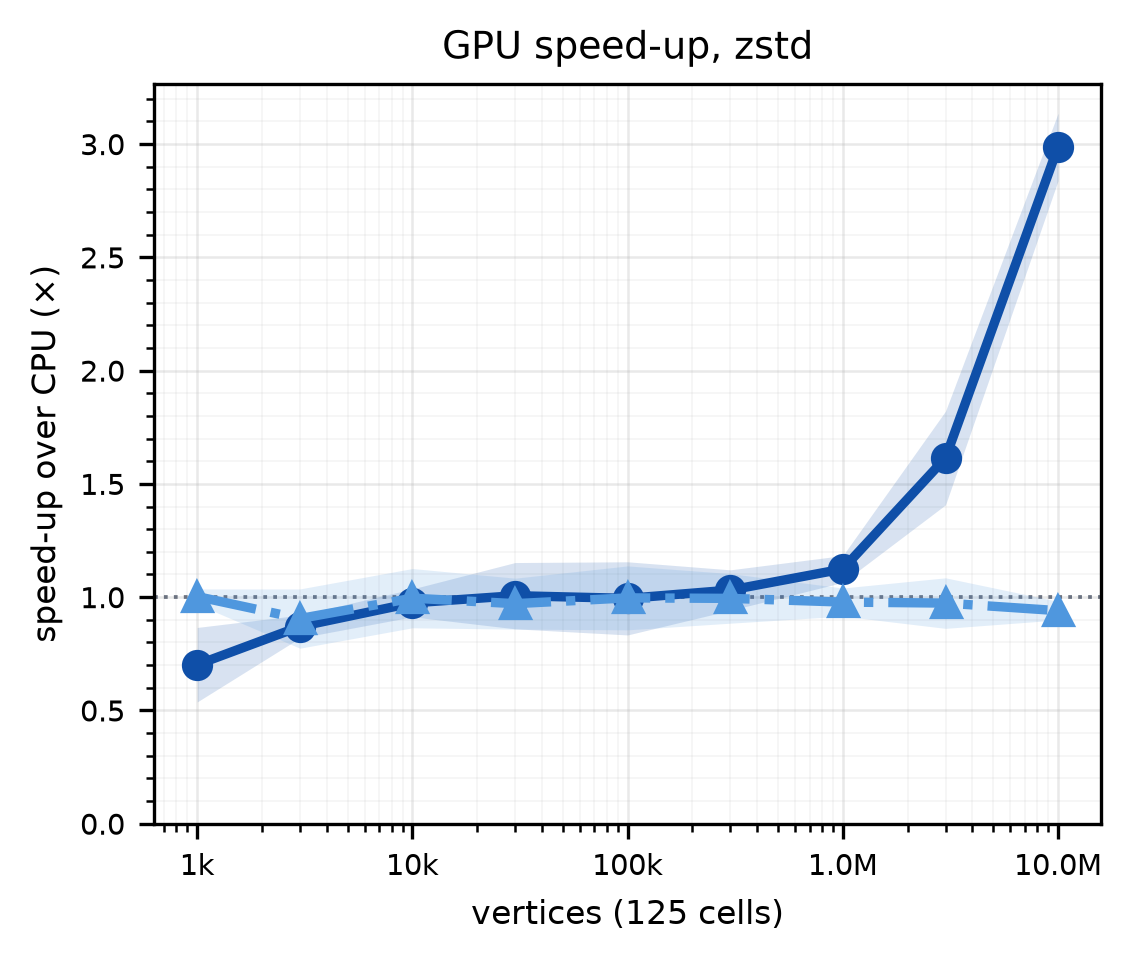 GPU speed-up, zstd
speed-up over CPU (×)
3.0
2.5
2.0
1.5
1.0
0.5
0.0
1k 10k 100k 1.0M 10.0M
vertices (125 cells)